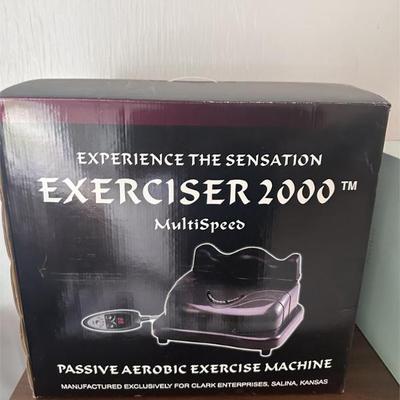 EXPERIENCE THE SENSATION
EXERCISER 2000™
MultiSpeed
PASSIVE AEROBIC EXERCISE MACHINE
MANUFACTURED EXCLUSIVELY FOR CLARK ENTERPRISES, SALINA, KANSAS